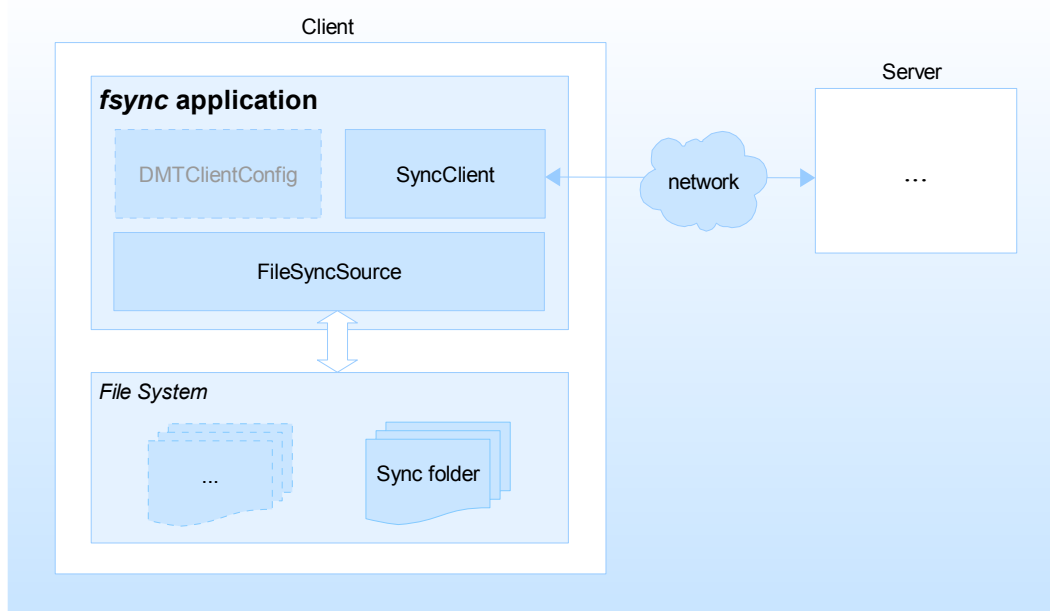 Client
Server
fsync application
DMTClientConfig
SyncClient
network
...
FileSyncSource
File System
...
Sync folder